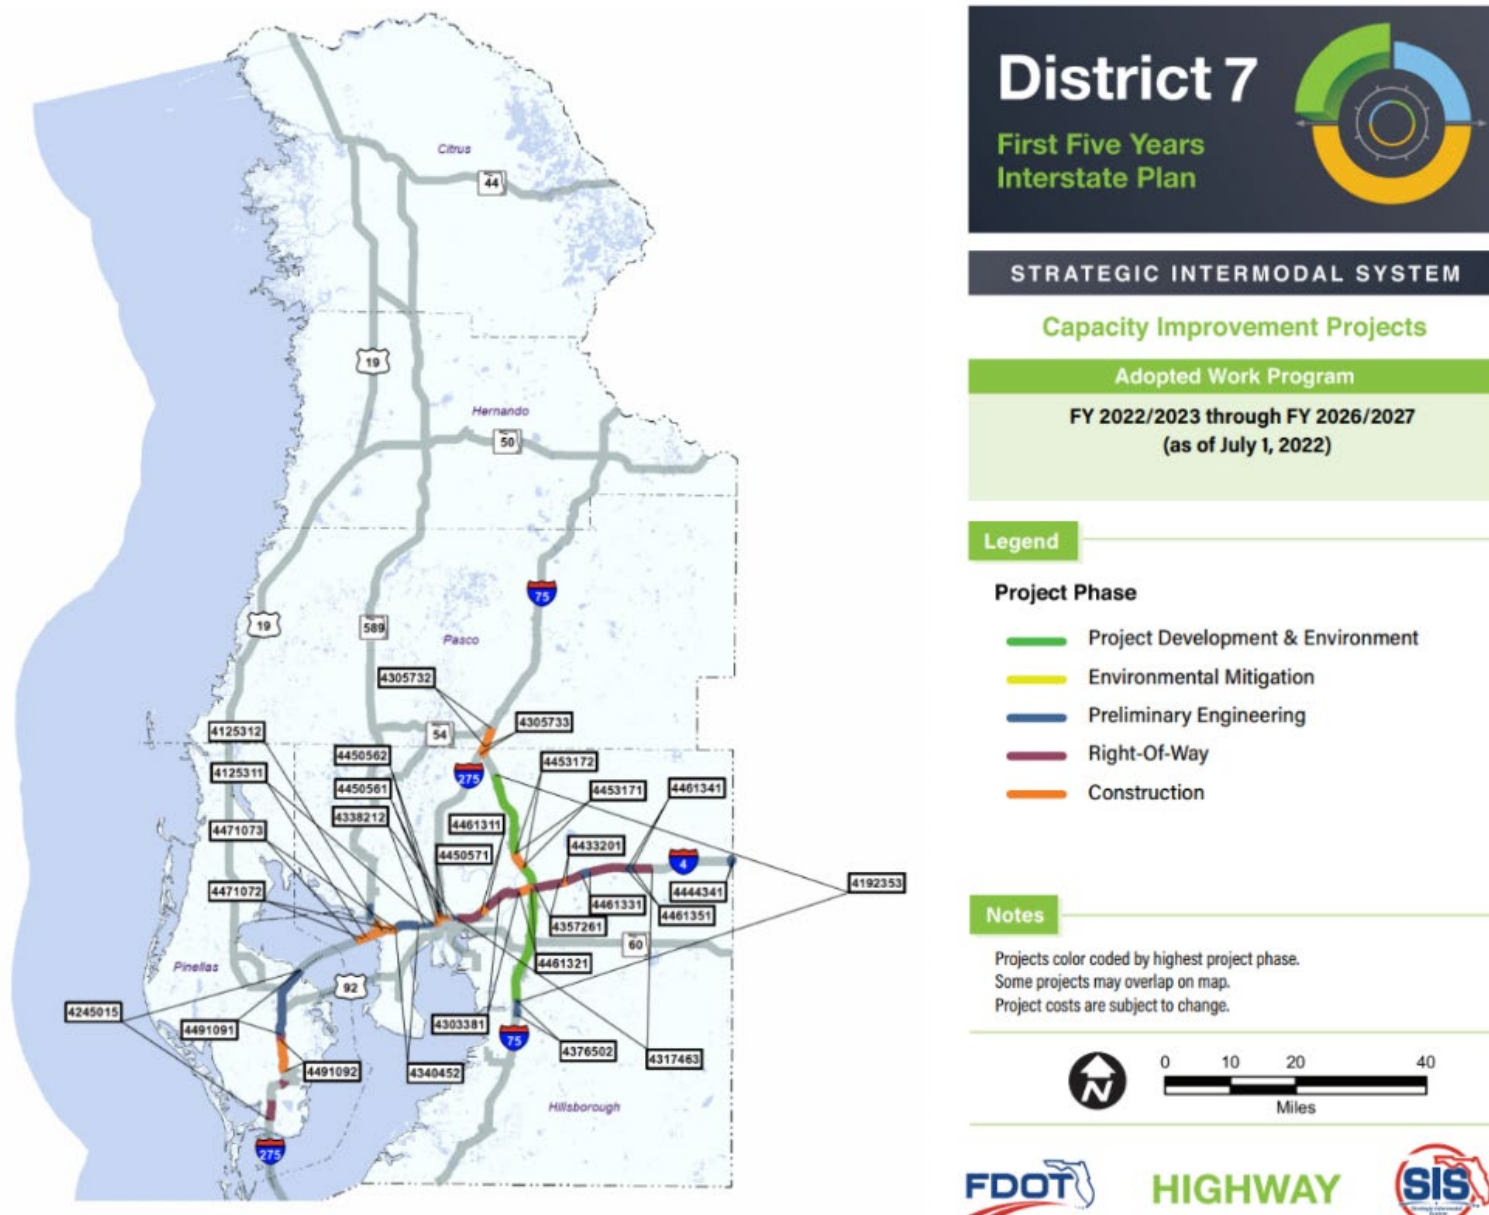 Citrus
44
19
Hernando
50
75
19
589
Pasco
4305732
4305733
4125312
54
4450562
4453172
4125311
275
4450561
4453171
4461341
4338212
4461311
4471073
4433201
4450571
4
4471072
4444341
4192353
4461331
4461351
4357261
60
Pinellas
4461321
92
4245015
4491091
4303381
75
4376502
4317463
4491092
4340452
Hillsborough
275
District 7
First Five Years
Interstate Plan
STRATEGIC INTERMODAL SYSTEM
Capacity Improvement Projects
Adopted Work Program
FY 2022/2023 through FY 2026/2027
(as of July 1, 2022)
Legend
Project Phase
Project Development & Environment
Environmental Mitigation
Preliminary Engineering
Right-Of-Way
Construction
Notes
Projects color coded by highest project phase.
Some projects may overlap on map.
Project costs are subject to change.
N
0 10 20 40
Miles
FDOT
HIGHWAY
SIS
Strategic Intermodal
System